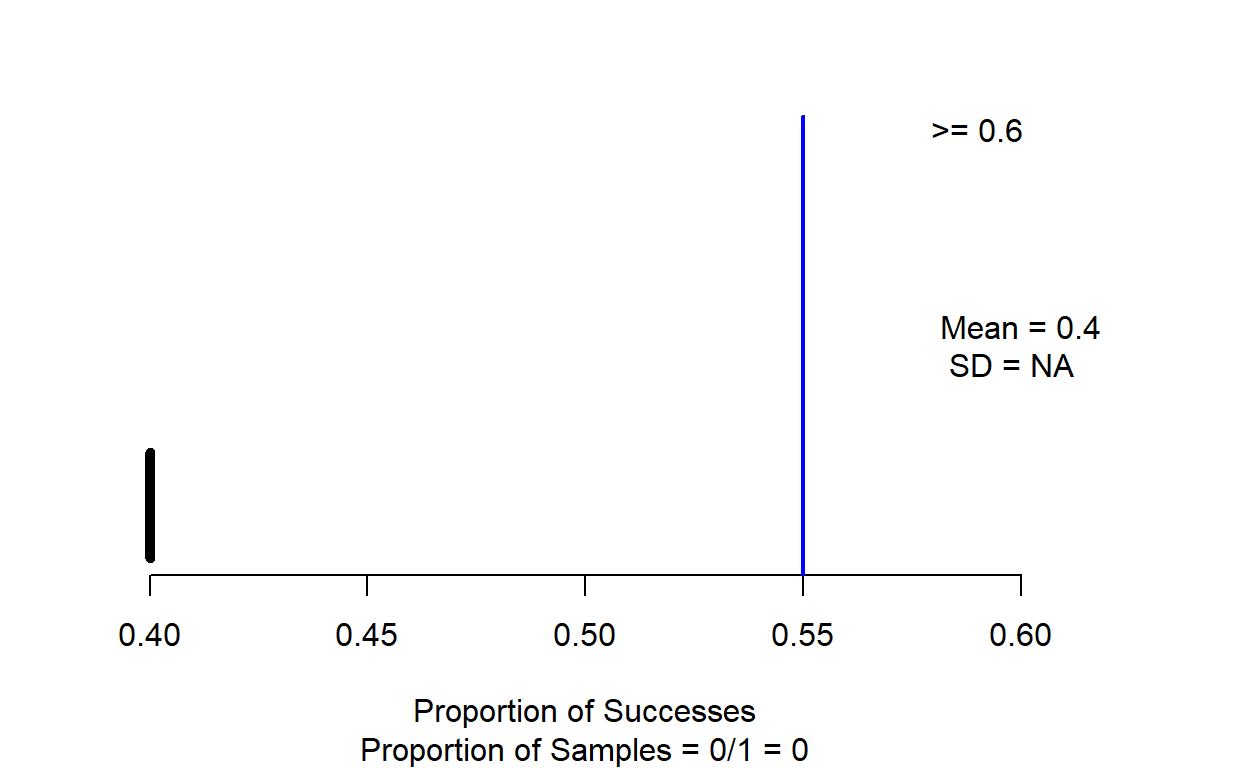 >= 0.6
Mean = 0.4
SD = NA
0.40 0.45 0.50 0.55 0.60
Proportion of Successes
Proportion of Samples = 0/1 = 0